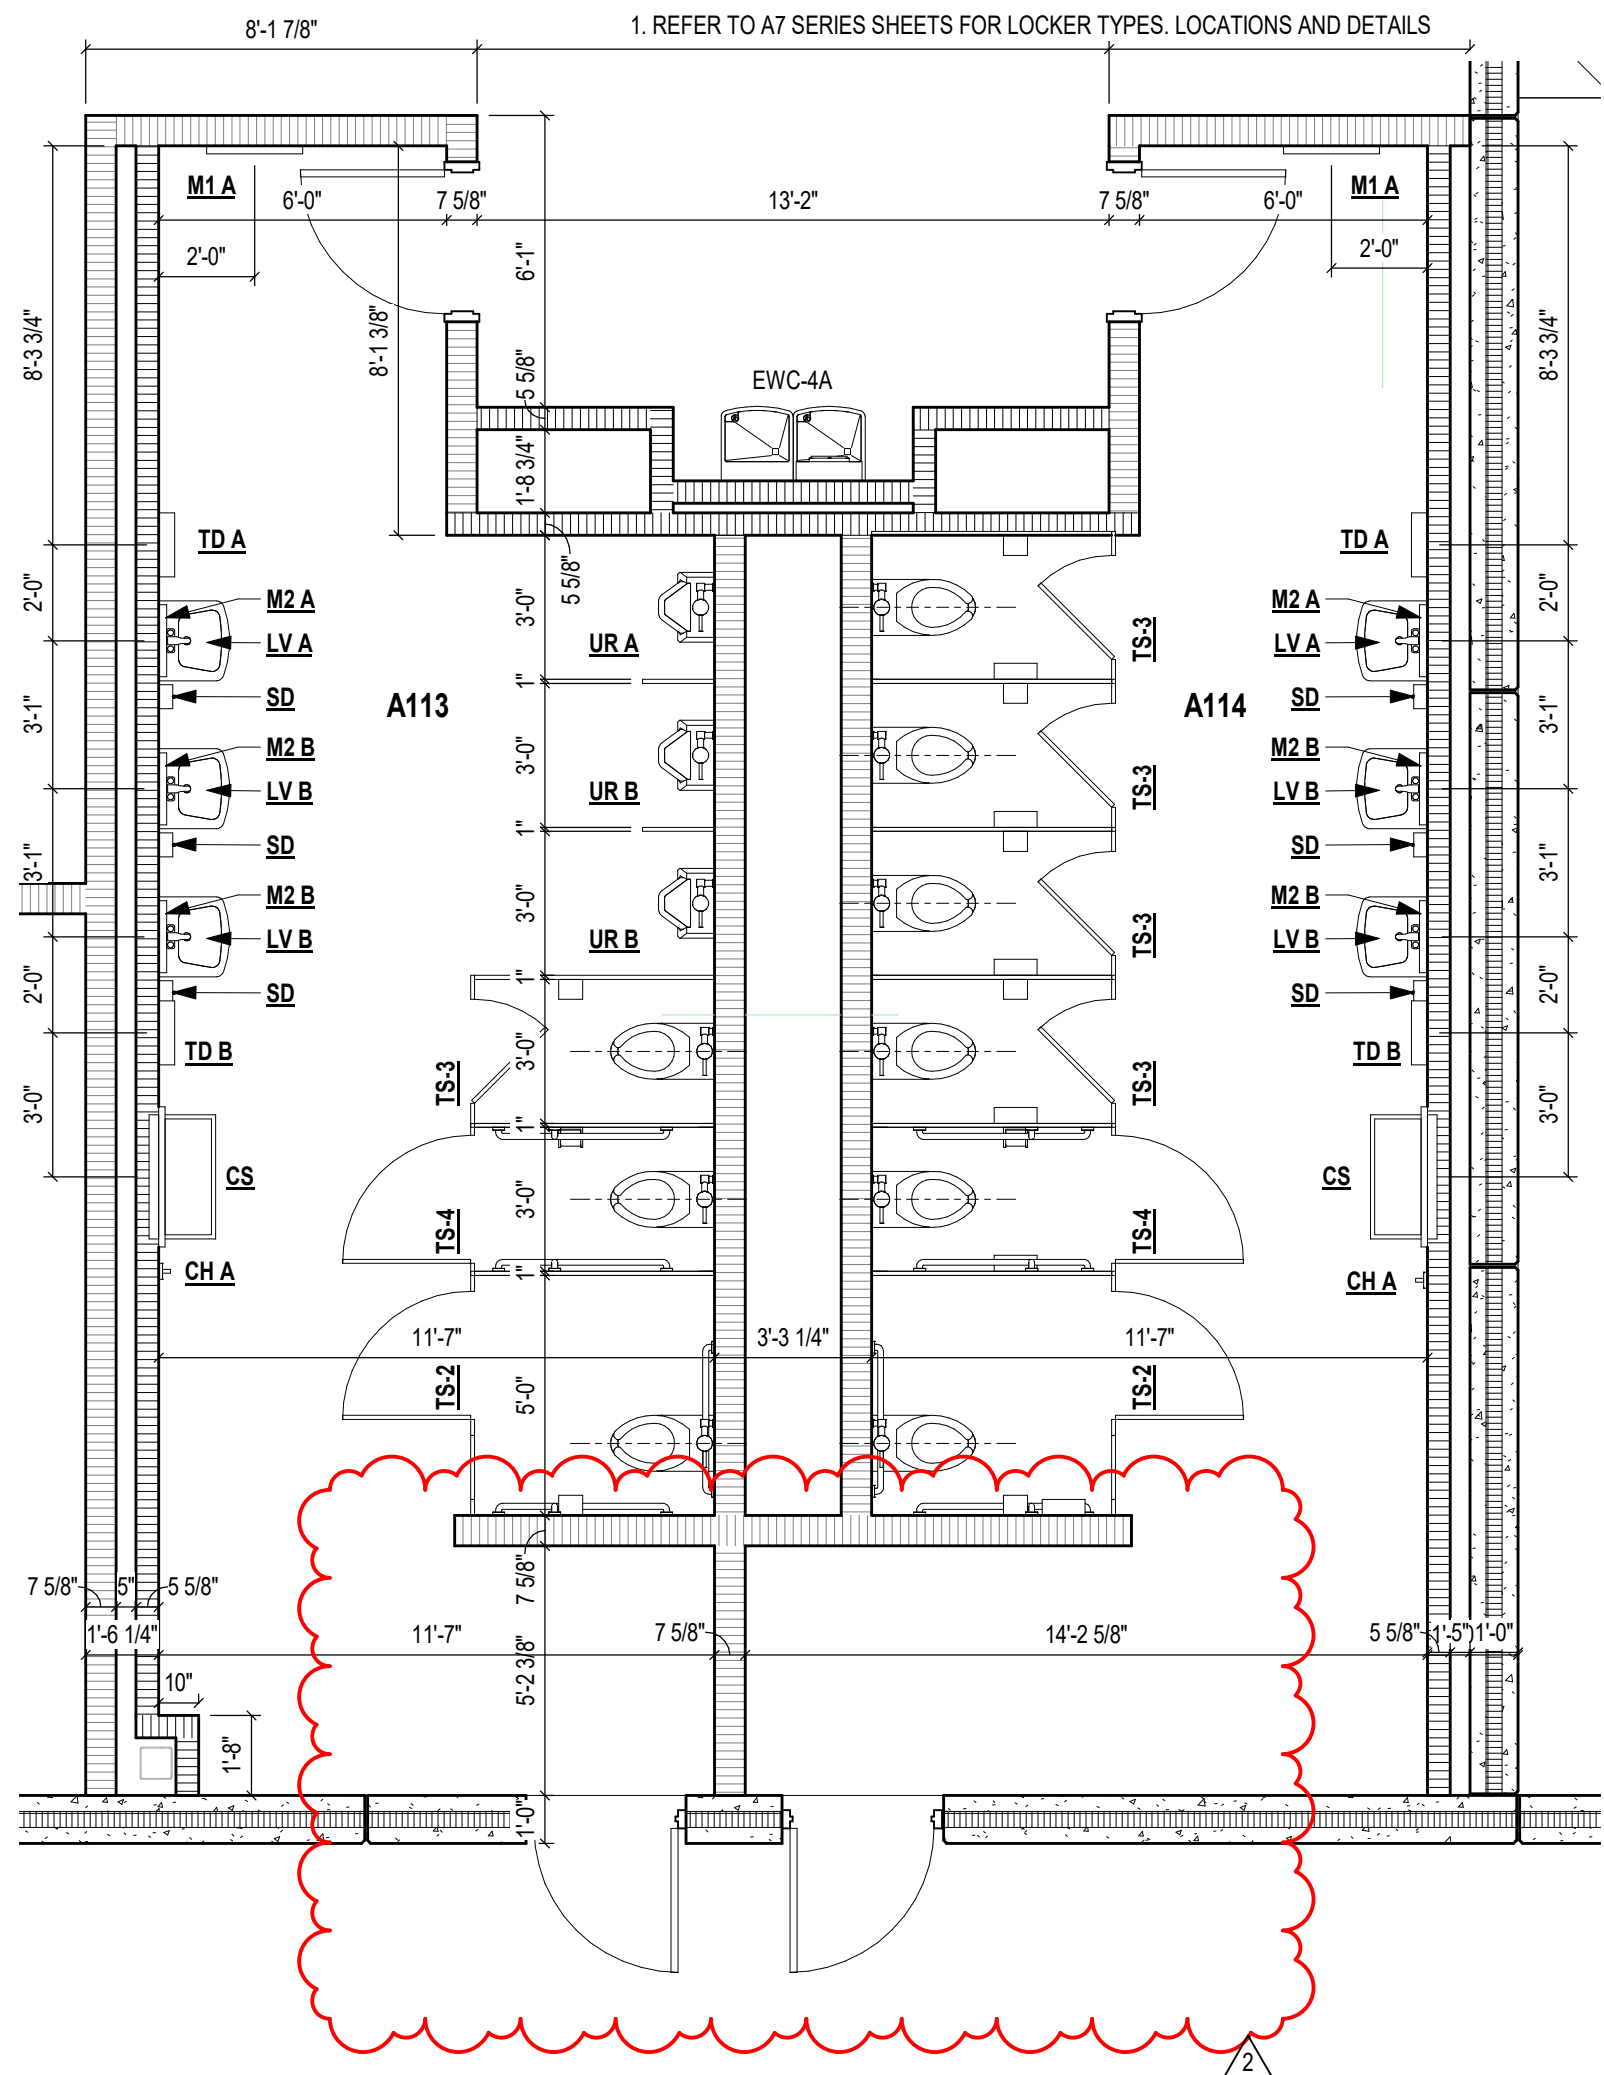 8'-1 7/8"
1. REFER TO A7 SERIES SHEETS FOR LOCKER TYPES. LOCATIONS AND DETAILS
M1 A
M1 A
6'-0"
7 5/8"
13'-2"
7 5/8"
6'-0"
2'-0"
2'-0"
6'-1"
8'-3 3/4"
8'-1 3/8"
8'-3 3/4"
5 5/8"
EWC-4A
1'-8 3/4"
TD A
TD A
5 5/8"
2'-0"
3'-0"
2'-0"
M2 A
M2 A
LV A
UR A
TS-3
LV A
SD
1"
SD
A113
A114
3'-1"
3'-1"
M2 B
3'-0"
M2 B
LV B
UR B
TS-3
LV B
SD
1"
SD
3'-1"
3'-1"
M2 B
3'-0"
M2 B
LV B
UR B
TS-3
LV B
2'-0"
1"
2'-0"
SD
SD
TD B
3'-0"
TD B
TS-3
TS-3
3'-0"
3'-0"
1"
CS
3'-0"
CS
TS-4
TS-4
CH A
1"
CH A
11'-7"
3'-3 1/4"
11'-7"
TS-2
5'-0"
TS-2
7 5/8"
5"
5 5/8"
7 5/8"
1'-6 1/4"
11'-7"
7 5/8"
14'-2 5/8"
5 5/8"
1'-5"
1'-0"
5'-2 3/8"
10"
1'-8"
1'-0"
2